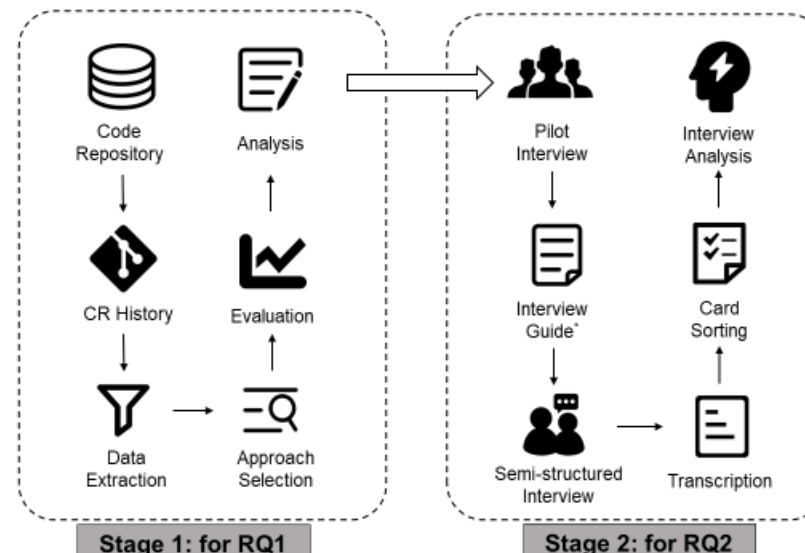 Code
Repository
CR History
Data
Extraction
Approach
Selection
Evaluation
Analysis
Stage 1: for RQ1
Pilot
Interview
Interview
Guide*
Semi-structured
Interview
Transcription
Card
Sorting
Interview
Analysis
Stage 2: for RQ2